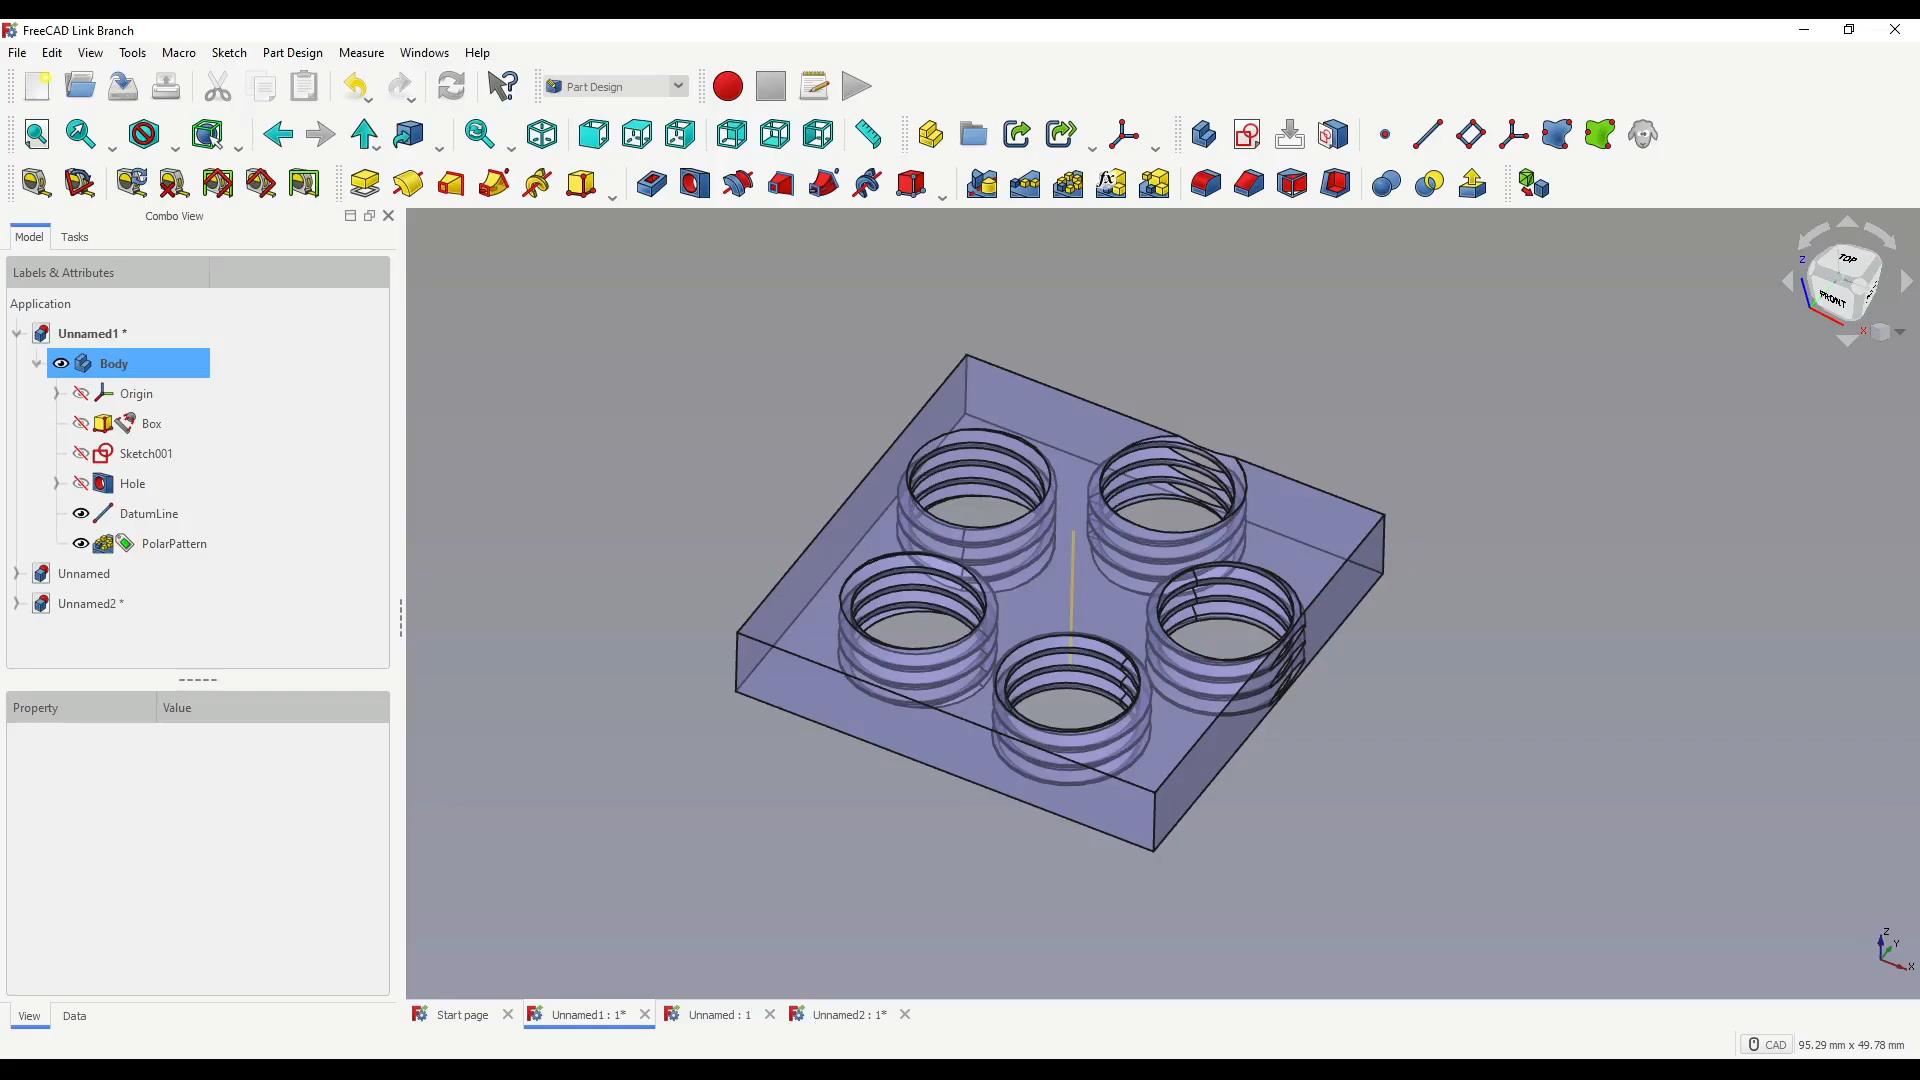 FreeCAD Link Branch
File Edit View Tools Macro Sketch Part Design Measure Windows Help
Part Design
Combo View
Model Tasks
Labels & Attributes
Application
Unnamed1 *
Body
Origin
Box
Sketch001
Hole
DatumLine
PolarPattern
Unnamed
Unnamed2 *
Property Value
View Data
TOP
FRONT
Z
X
Z
Y
X
Start page Unnamed1 : 1* Unnamed : 1 Unnamed2 : 1*
CAD 95.29 mm x 49.78 mm